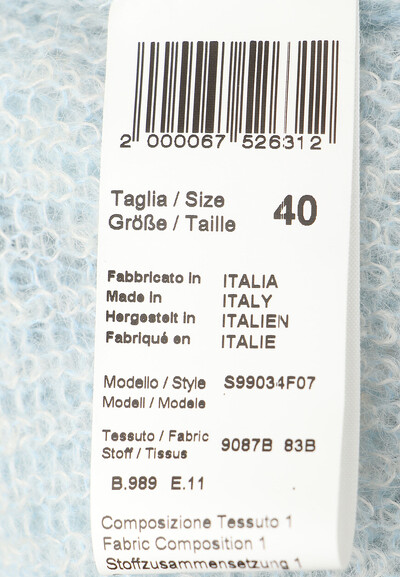 2 000067 526312
Taglia / Size
Größe / Taille
40
Fabbricato in ITALIA
Made in ITALY
Hergestelt in ITALIEN
Fabriqué en ITALIE
Modello / Style S99034F07
Modell / Modele
Tessuto / Fabric 9087B 83B
Stoff / Tissus
B.989 E.11
Composizione Tessuto 1
Fabric Composition 1
Stoffzusammensetzung 1